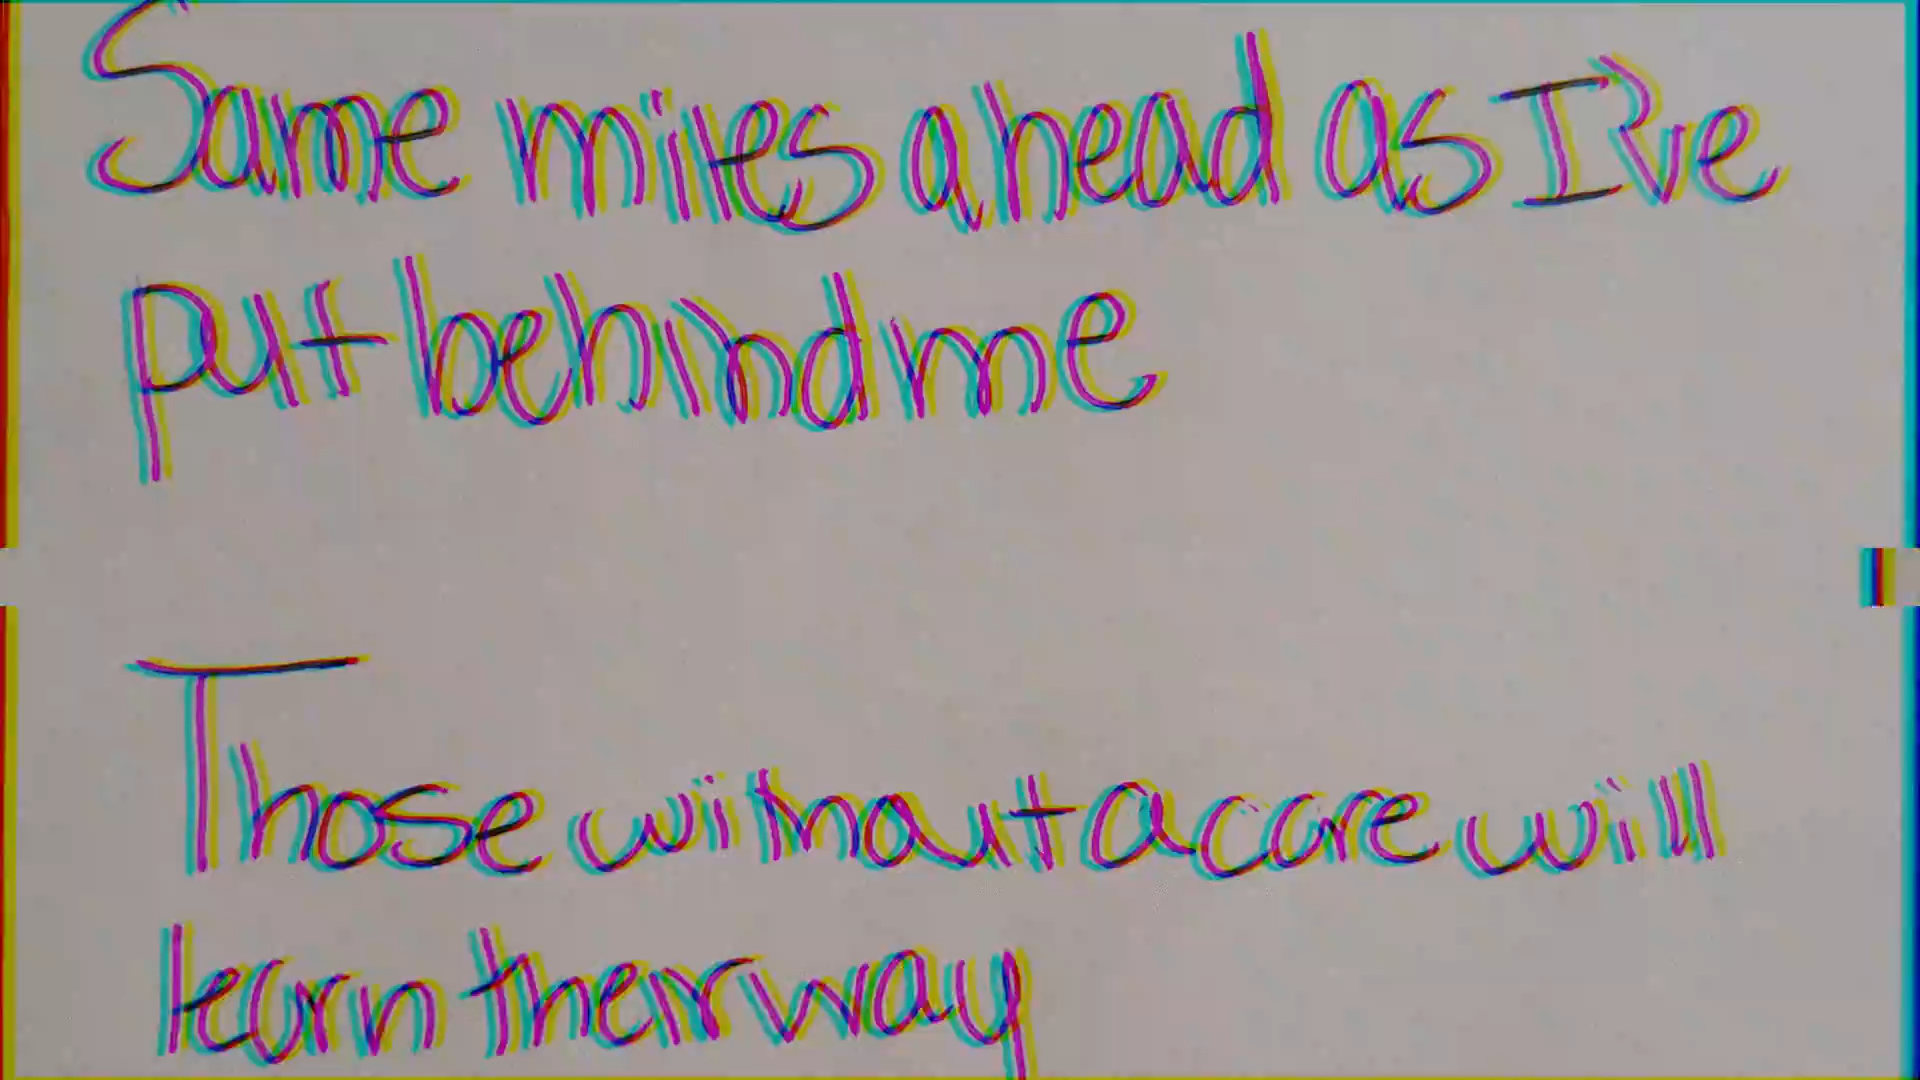 Same miles ahead as I've
put behind me
Those without a care will
learn their way